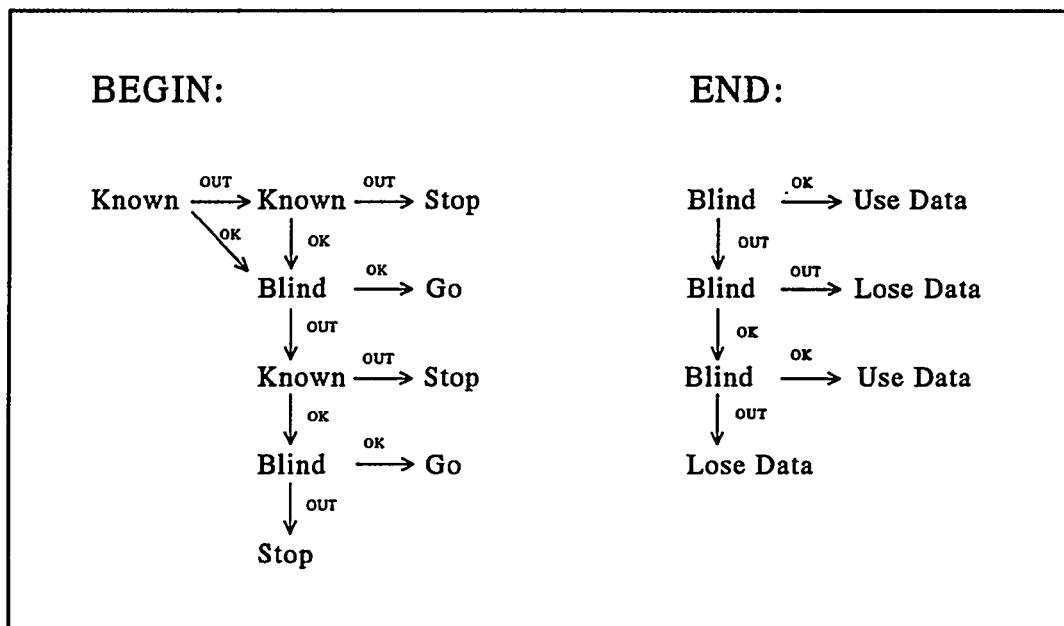 BEGIN:
OUT OUT
Known Known Stop
OK OK
OK
Blind Go
OUT
OUT
Known Stop
OK
OK
Blind Go
OUT
Stop
END:
OK
Blind Use Data
OUT
OUT
Blind Lose Data
OK
OK
Blind Use Data
OUT
Lose Data